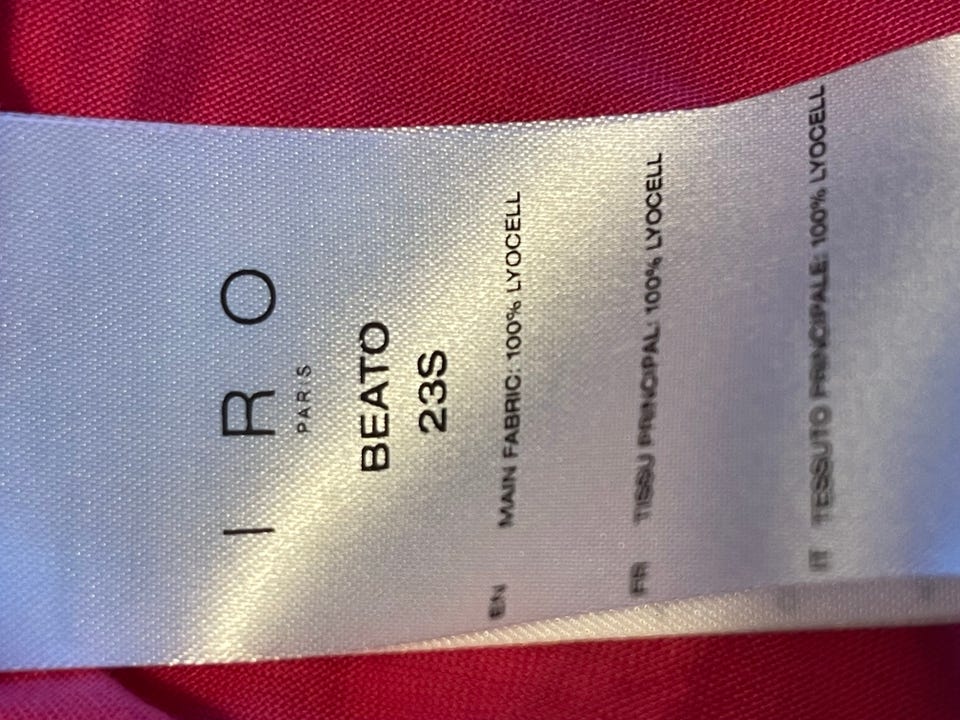 I R O
PARIS
BEATO
23S
EN MAIN FABRIC: 100% LYOCELL
FR TISSU PRINCIPAL: 100% LYOCELL
IT TESSUTO PRINCIPALE: 100% LYOCELL